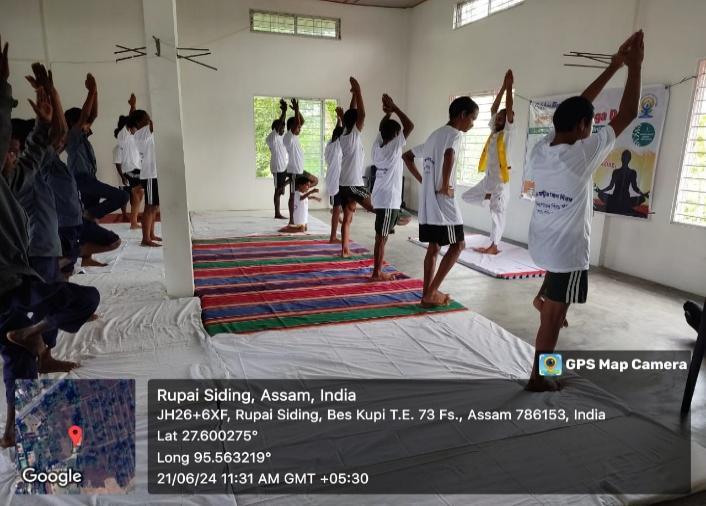 GPS Map Camera
Rupai Siding, Assam, India
JH26+6XF, Rupai Siding, Bes Kupi T.E. 73 Fs., Assam 786153, India
Lat 27.600275°
Long 95.563219°
21/06/24 11:31 AM GMT +05:30
Google